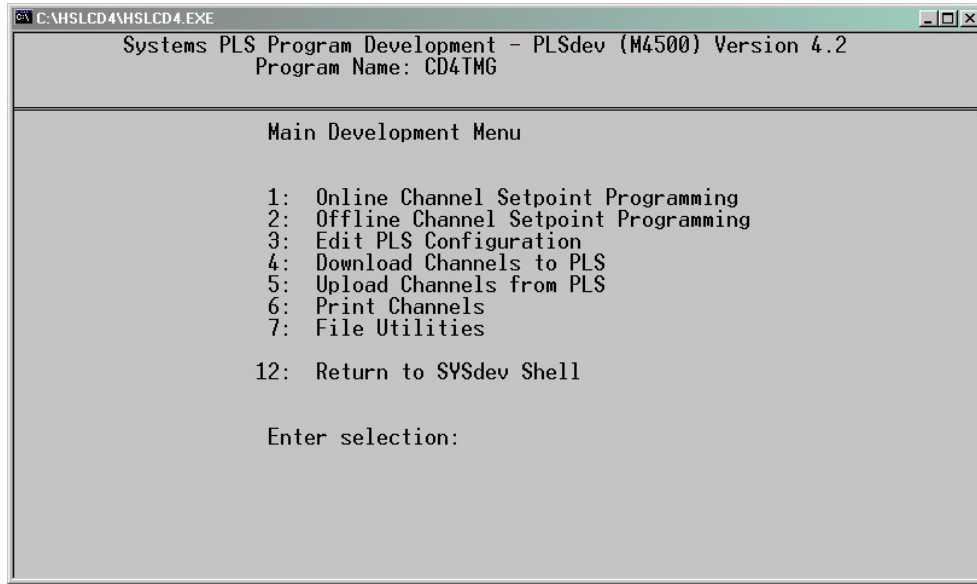 C:\HSLCD4\HSLCD4.EXE
Systems PLS Program Development - PLSdev (M4500) Version 4.2
Program Name: CD4TMG
Main Development Menu
1: Online Channel Setpoint Programming
2: Offline Channel Setpoint Programming
3: Edit PLS Configuration
4: Download Channels to PLS
5: Upload Channels from PLS
6: Print Channels
7: File Utilities
12: Return to SYSdev Shell
Enter selection: